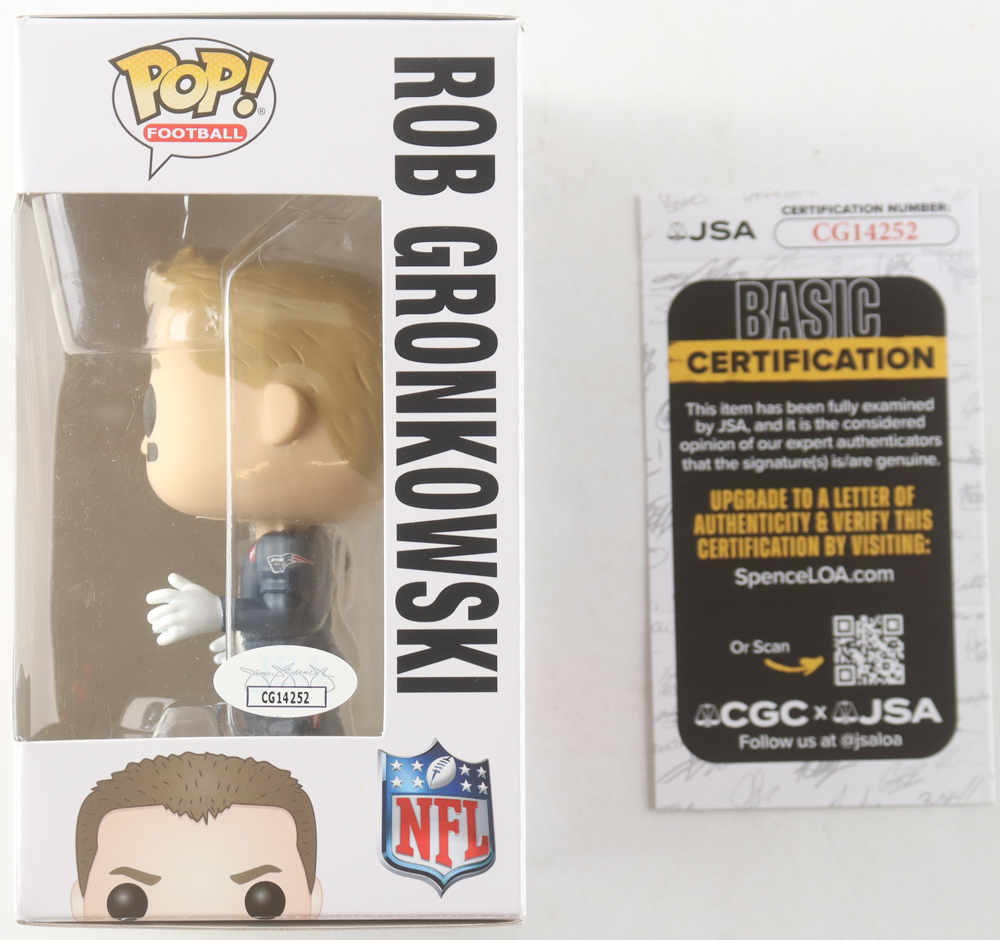 POP!
FOOTBALL
ROB GRONKOWSKI
CG14252
NFL
JSA
CERTIFICATION NUMBER:
CG14252
BASIC
CERTIFICATION
This item has been fully examined
by JSA, and it is the considered
opinion of our expert authenticators
that the signature(s) is/are genuine.
UPGRADE TO A LETTER OF
AUTHENTICITY & VERIFY THIS
CERTIFICATION BY VISITING:
SpenceLOA.com
Or Scan
CGC x JSA
Follow us at @jsaloa